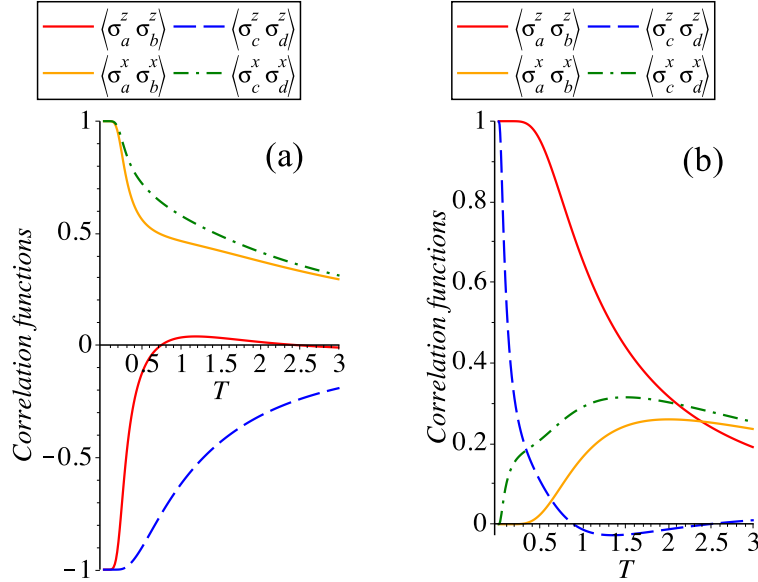 ⟨σ_a^z σ_b^z⟩ ⟨σ_c^z σ_d^z⟩
⟨σ_a^x σ_b^x⟩ ⟨σ_c^x σ_d^x⟩
(a)
Correlation functions
1
0.5
0
−0.5
−1
0.5 1 1.5 2 2.5 3
T
⟨σ_a^z σ_b^z⟩ ⟨σ_c^z σ_d^z⟩
⟨σ_a^x σ_b^x⟩ ⟨σ_c^x σ_d^x⟩
(b)
Correlation functions
1
0.8
0.6
0.4
0.2
0
0.5 1 1.5 2 2.5 3
T